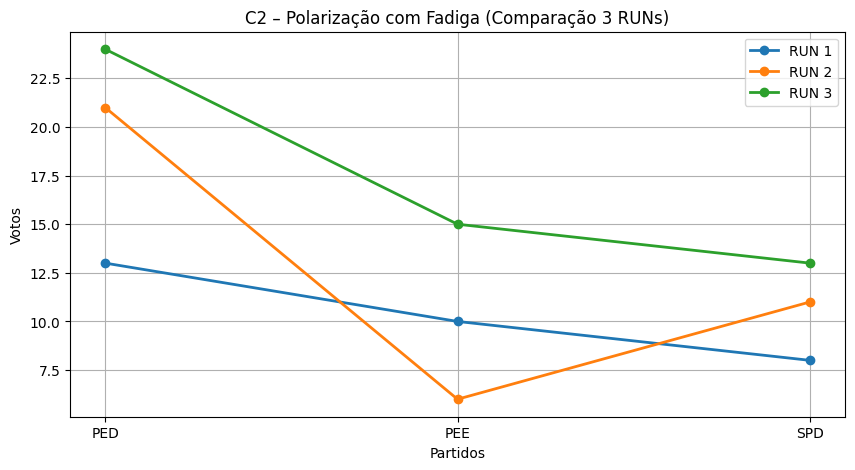 C2 – Polarização com Fadiga (Comparação 3 RUNs)
RUN 1
RUN 2
RUN 3
22.5
20.0
17.5
15.0
12.5
10.0
7.5
Votos
PED
PEE
SPD
Partidos